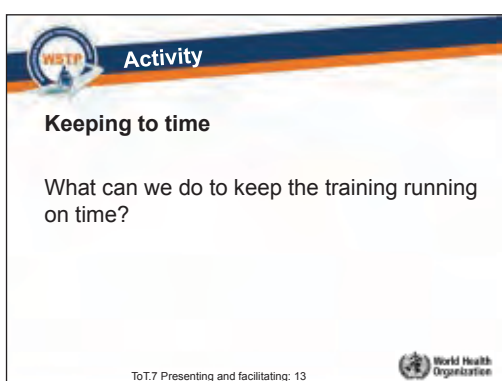 WSTP
Activity
Keeping to time
What can we do to keep the training running
on time?
ToT.7 Presenting and facilitating: 13
World Health
Organization